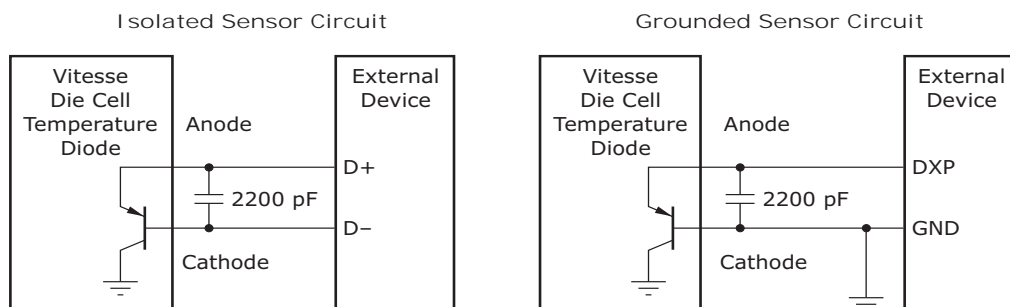 Isolated Sensor Circuit
Vitesse
Die Cell
Temperature
Diode
Anode
Cathode
2200 pF
External
Device
D+
D–
Grounded Sensor Circuit
Vitesse
Die Cell
Temperature
Diode
Anode
Cathode
2200 pF
External
Device
DXP
GND